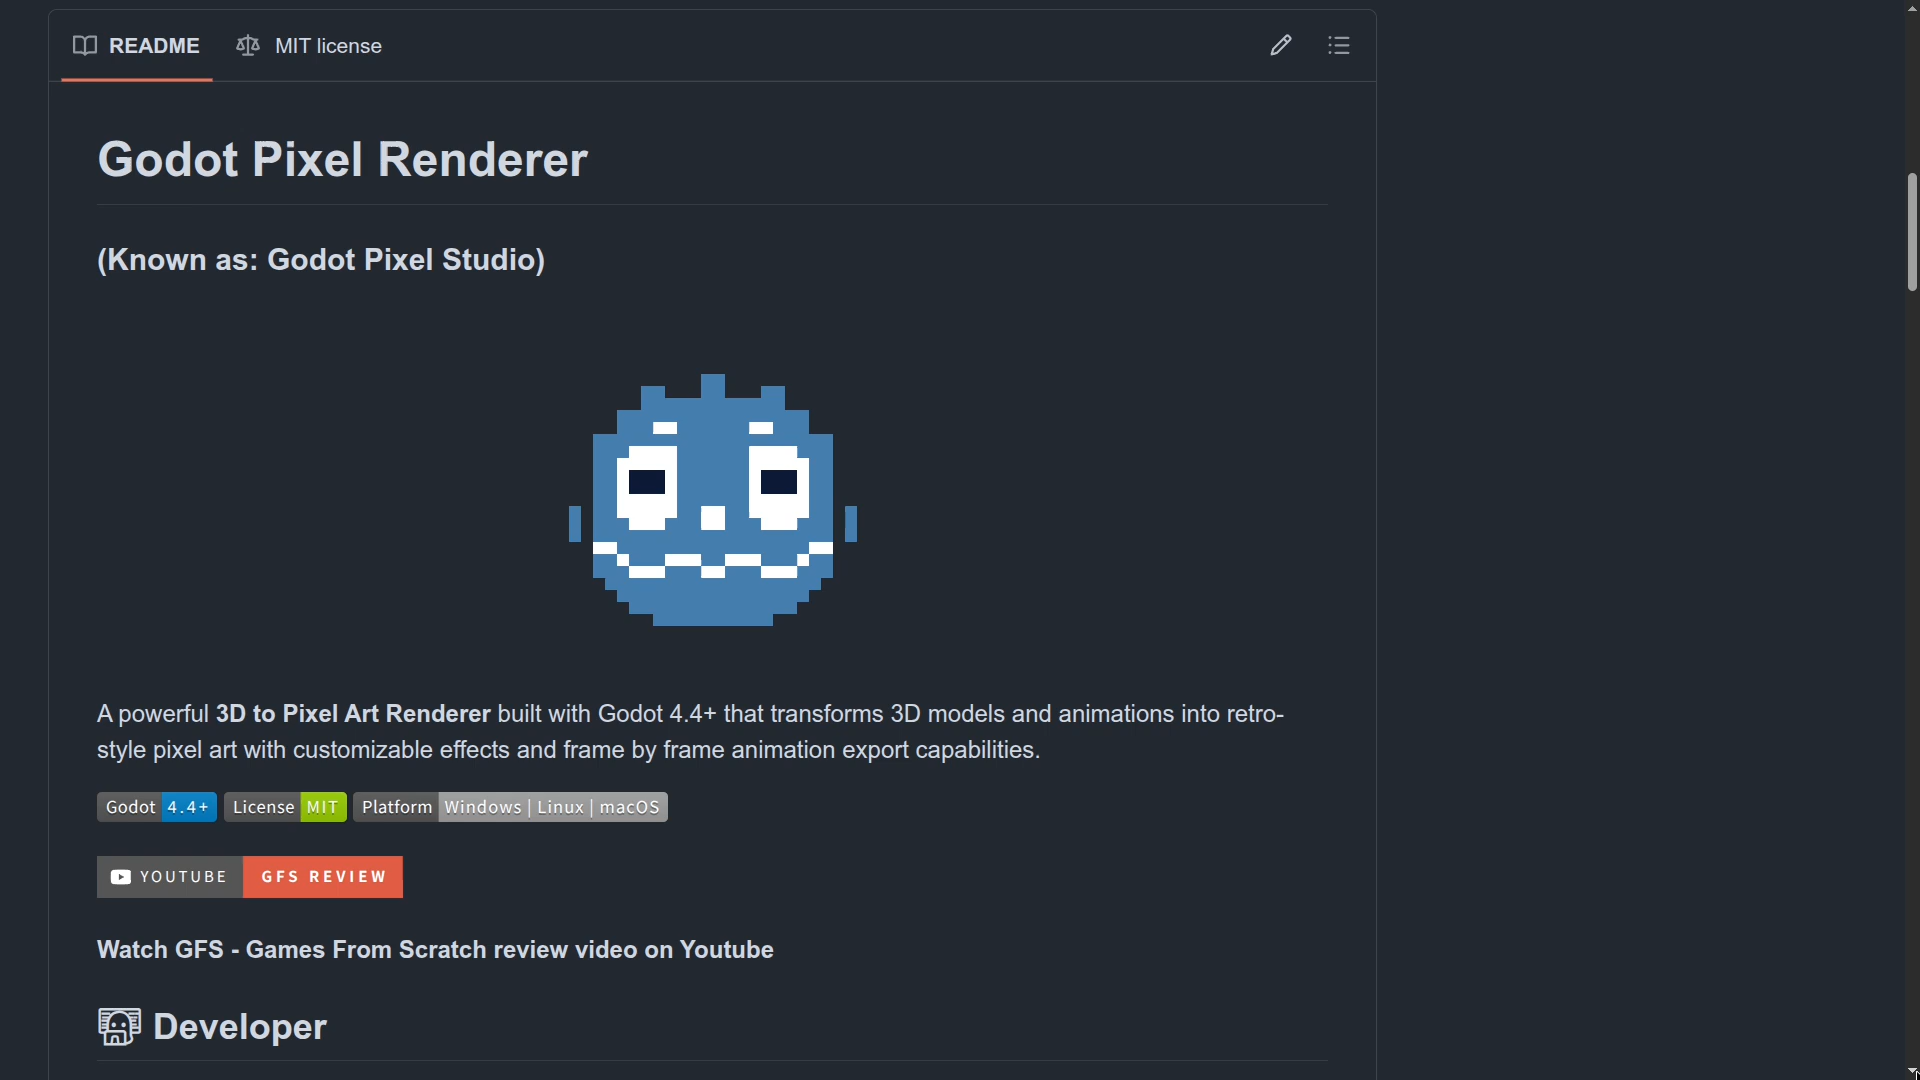 README
MIT license
Godot Pixel Renderer
(Known as: Godot Pixel Studio)
A powerful 3D to Pixel Art Renderer built with Godot 4.4+ that transforms 3D models and animations into retro-
style pixel art with customizable effects and frame by frame animation export capabilities.
Godot 4.4+ License MIT Platform Windows | Linux | macOS
YOUTUBE GFS REVIEW
Watch GFS - Games From Scratch review video on Youtube
Developer